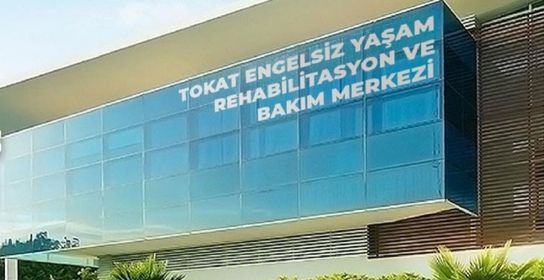 TOKAT ENGELSİZ YAŞAM
REHABİLİTASYON VE
BAKIM MERKEZİ